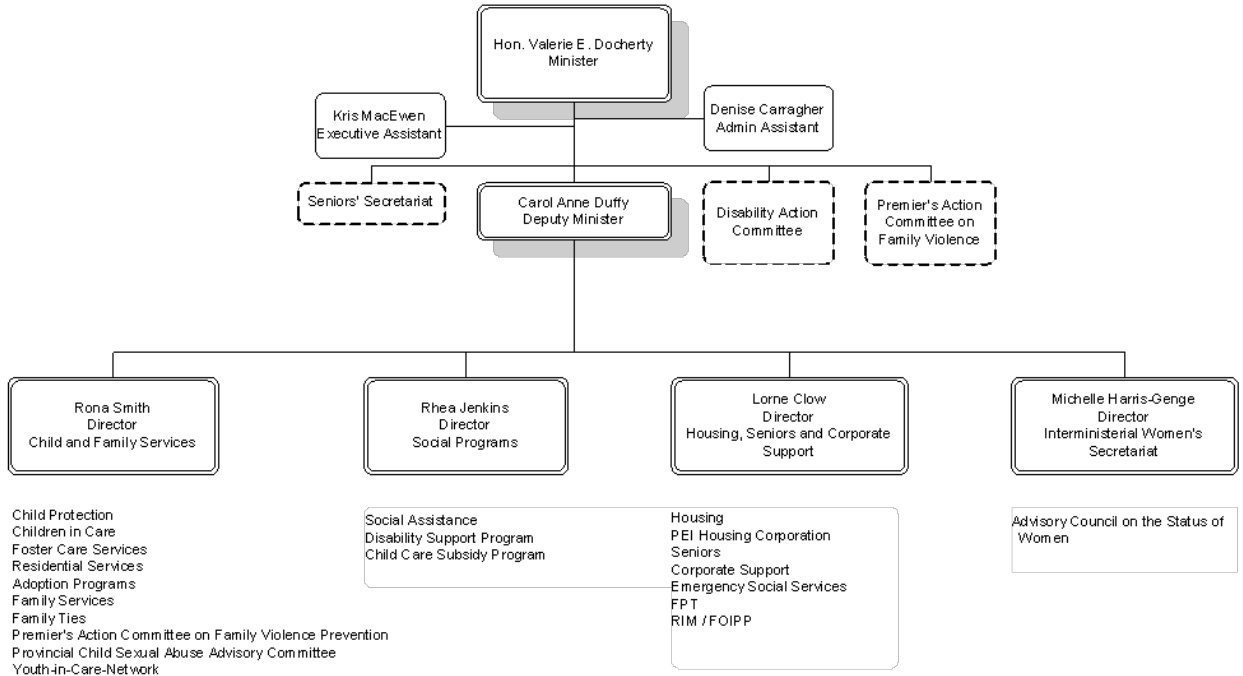 Hon. Valerie E. Docherty
Minister
Kris MacEwen
Executive Assistant
Denise Carragher
Admin Assistant
Seniors' Secretariat
Carol Anne Duffy
Deputy Minister
Disability Action
Committee
Premier's Action
Committee on
Family Violence
Rona Smith
Director
Child and Family Services
Rhea Jenkins
Director
Social Programs
Lorne Clow
Director
Housing, Seniors and Corporate
Support
Michelle Harris-Genge
Director
Interministerial Women's
Secretariat
Child Protection
Children in Care
Foster Care Services
Residential Services
Adoption Programs
Family Services
Family Ties
Premier's Action Committee on Family Violence Prevention
Provincial Child Sexual Abuse Advisory Committee
Youth-in-Care-Network
Social Assistance
Disability Support Program
Child Care Subsidy Program
Housing
PEI Housing Corporation
Seniors
Corporate Support
Emergency Social Services
FPT
RIM / FOIPP
Advisory Council on the Status of
Women